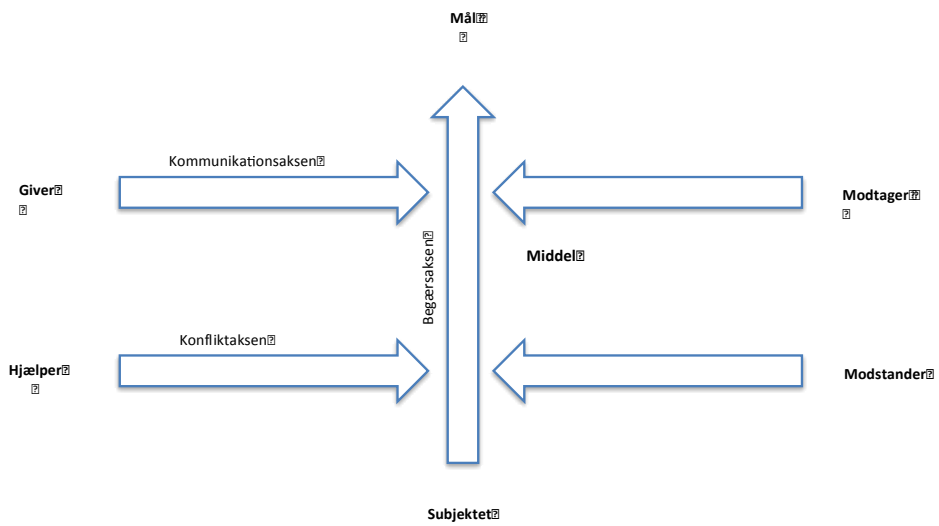 Mål
Kommunikationsaksen
Giver
Modtager
Begærsaksen
Middel
Konfliktaksen
Hjælper
Modstander
Subjektet